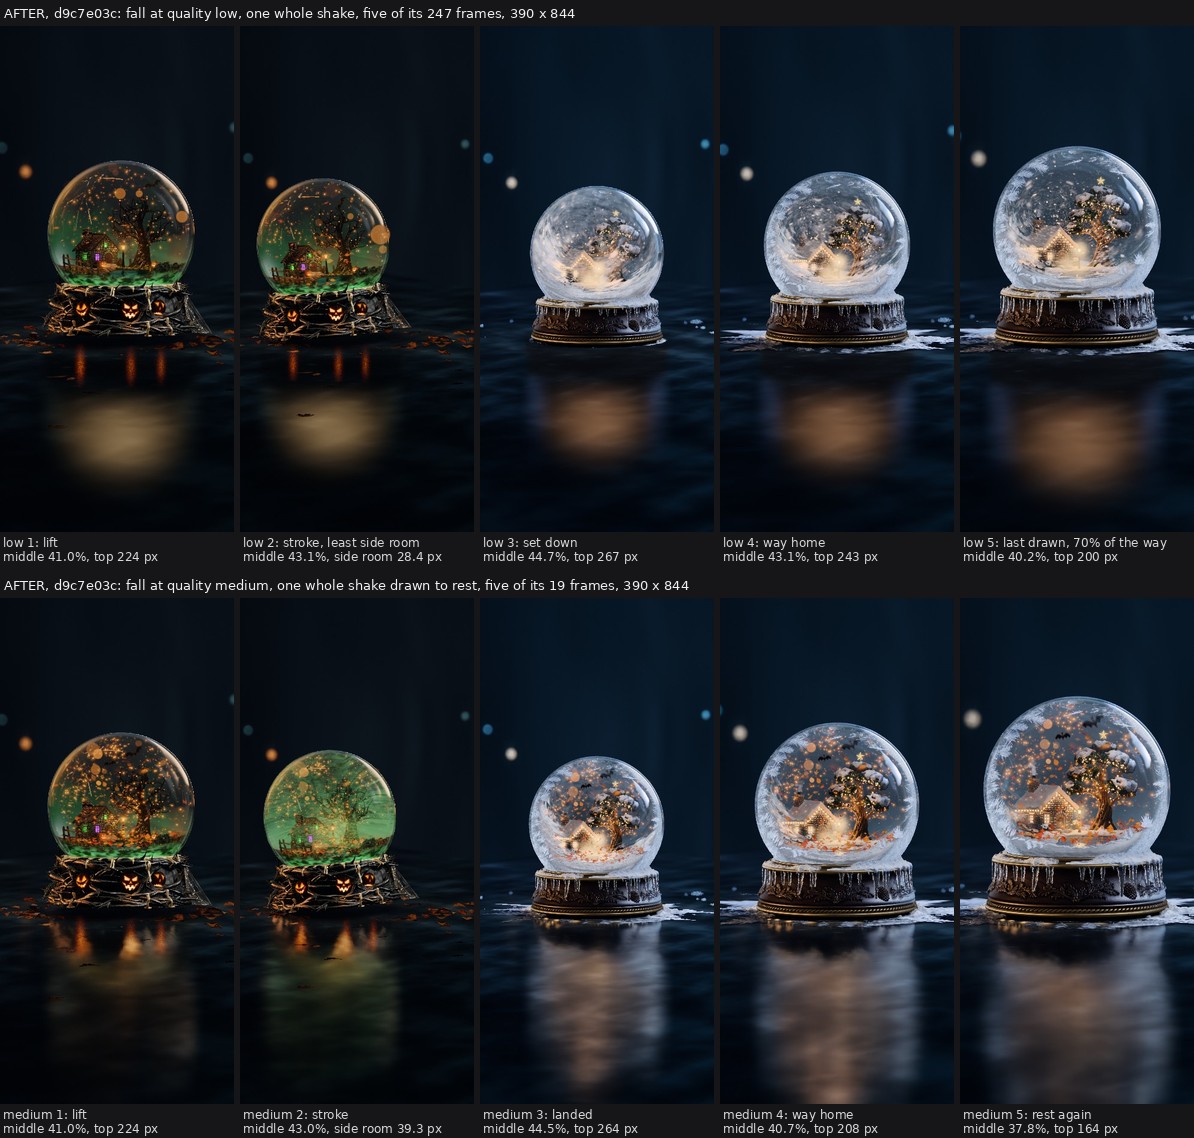 AFTER, d9c7e03c: fall at quality low, one whole shake, five of its 247 frames, 390 x 844
low 1: lift
middle 41.0%, top 224 px
low 2: stroke, least side room
middle 43.1%, side room 28.4 px
low 3: set down
middle 44.7%, top 267 px
low 4: way home
middle 43.1%, top 243 px
low 5: last drawn, 70% of the way
middle 40.2%, top 200 px
AFTER, d9c7e03c: fall at quality medium, one whole shake drawn to rest, five of its 19 frames, 390 x 844
medium 1: lift
middle 41.0%, top 224 px
medium 2: stroke
middle 43.0%, side room 39.3 px
medium 3: landed
middle 44.5%, top 264 px
medium 4: way home
middle 40.7%, top 208 px
medium 5: rest again
middle 37.8%, top 164 px